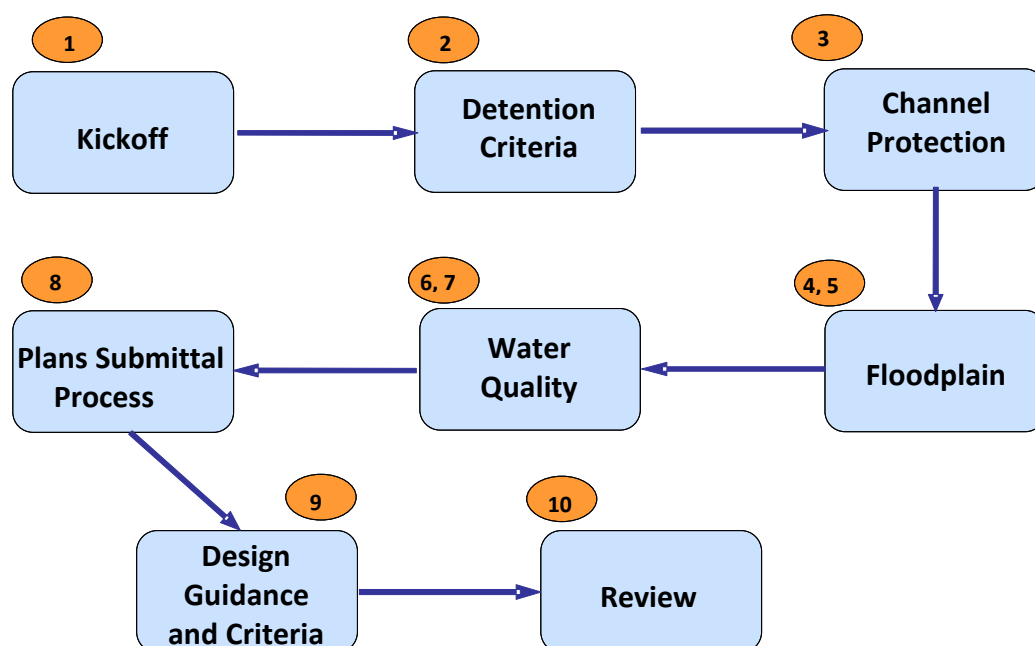 1
Kickoff
2
Detention
Criteria
3
Channel
Protection
4, 5
Floodplain
6, 7
Water
Quality
8
Plans Submittal
Process
9
Design
Guidance
and Criteria
10
Review